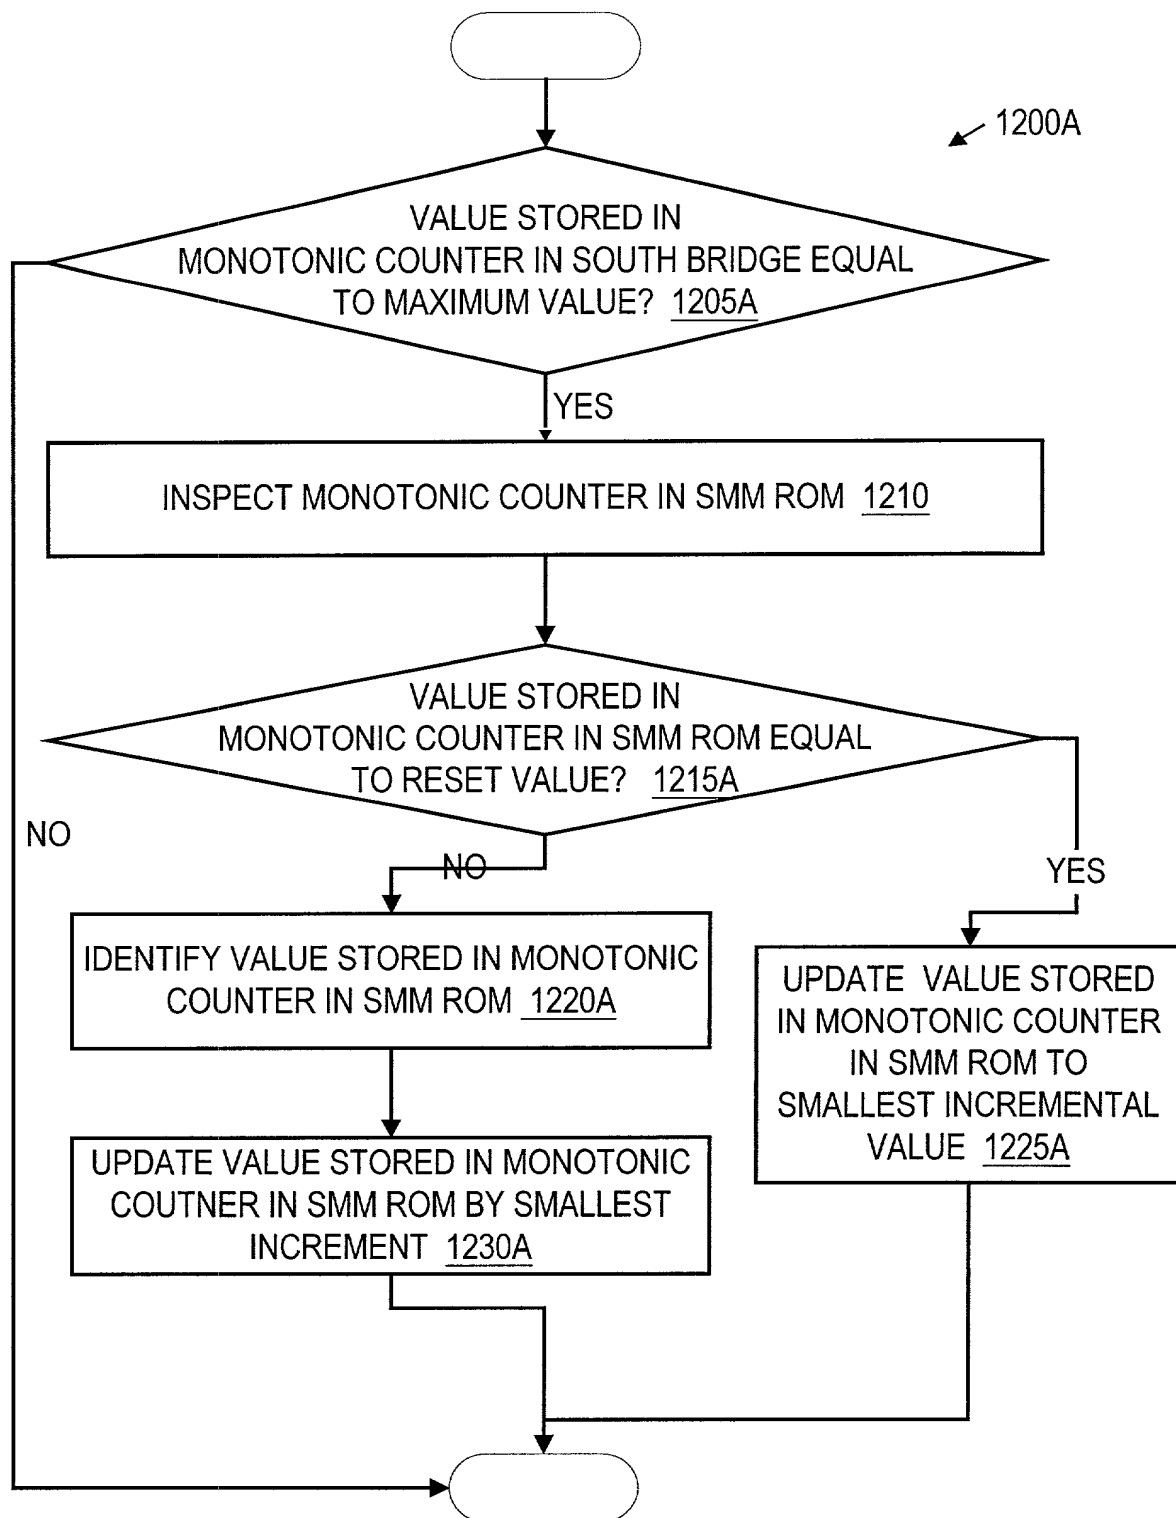 1200A
VALUE STORED IN
MONOTONIC COUNTER IN SOUTH BRIDGE EQUAL
TO MAXIMUM VALUE? 1205A
YES
INSPECT MONOTONIC COUNTER IN SMM ROM 1210
VALUE STORED IN
MONOTONIC COUNTER IN SMM ROM EQUAL
TO RESET VALUE? 1215A
NO
NO
YES
IDENTIFY VALUE STORED IN MONOTONIC
COUNTER IN SMM ROM 1220A
UPDATE VALUE STORED
IN MONOTONIC COUNTER
IN SMM ROM TO
SMALLEST INCREMENTAL
VALUE 1225A
UPDATE VALUE STORED IN MONOTONIC
COUTNER IN SMM ROM BY SMALLEST
INCREMENT 1230A